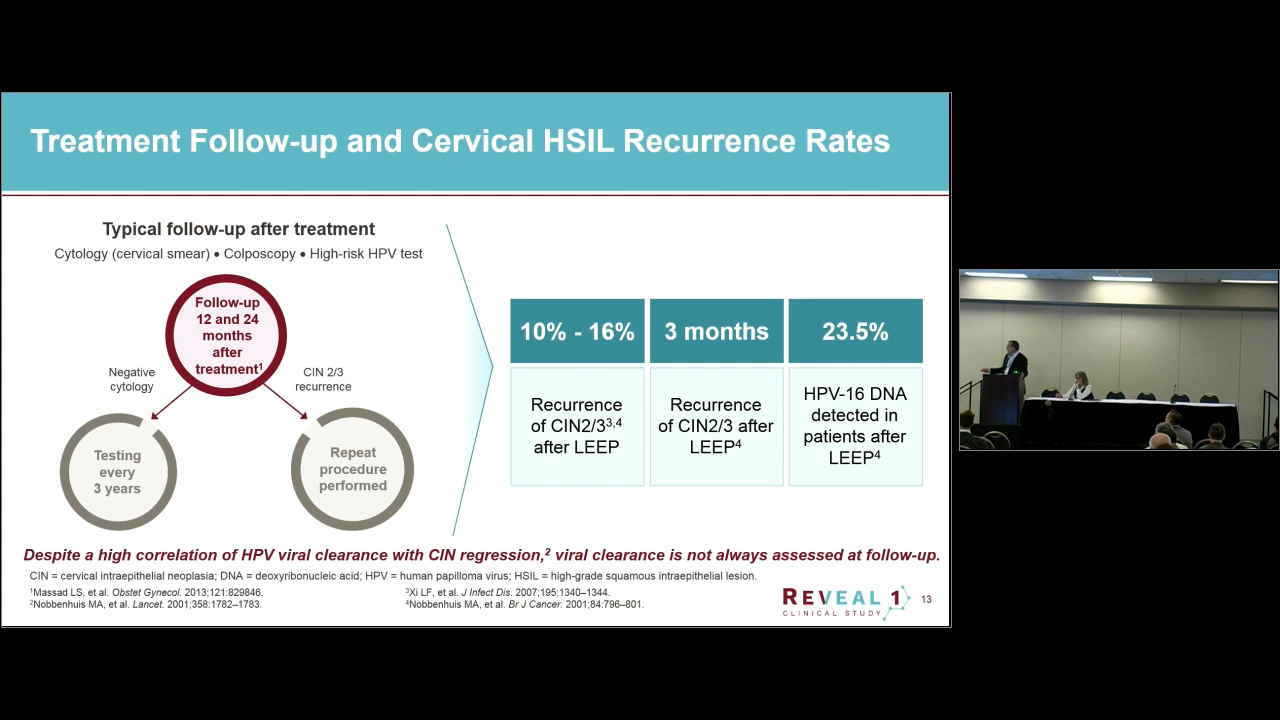 Treatment Follow-up and Cervical HSIL Recurrence Rates
Typical follow-up after treatment
Cytology (cervical smear) ● Colposcopy ● High-risk HPV test
Follow-up
12 and 24
months
after
treatment¹
Negative
cytology
CIN 2/3
recurrence
Testing
every
3 years
Repeat
procedure
performed
10% - 16%
Recurrence
of CIN2/3³,⁴
after LEEP
3 months
Recurrence
of CIN2/3 after
LEEP⁴
23.5%
HPV-16 DNA
detected in
patients after
LEEP⁴
Despite a high correlation of HPV viral clearance with CIN regression,² viral clearance is not always assessed at follow-up.
CIN = cervical intraepithelial neoplasia; DNA = deoxyribonucleic acid; HPV = human papilloma virus; HSIL = high-grade squamous intraepithelial lesion.
¹Massad LS, et al. Obstet Gynecol. 2013;121:829846.
²Nobbenhuis MA, et al. Lancet. 2001;358:1782–1783.
³Xi LF, et al. J Infect Dis. 2007;195:1340–1344.
⁴Nobbenhuis MA, et al. Br J Cancer. 2001;84:796–801.
REVEAL 1
CLINICAL STUDY
13